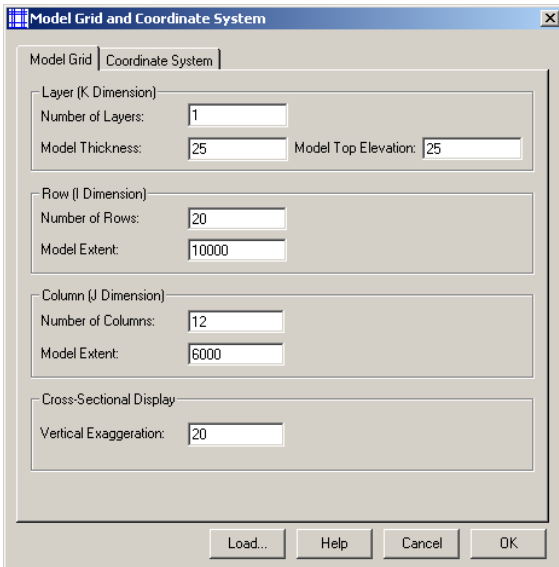 Model Grid and Coordinate System
Model Grid Coordinate System
Layer (K Dimension)
Number of Layers: 1
Model Thickness: 25 Model Top Elevation: 25
Row (I Dimension)
Number of Rows: 20
Model Extent: 10000
Column (J Dimension)
Number of Columns: 12
Model Extent: 6000
Cross-Sectional Display
Vertical Exaggeration: 20
Load... Help Cancel OK